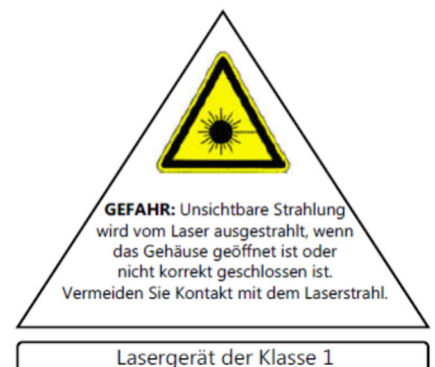 GEFAHR: Unsichtbare Strahlung
wird vom Laser ausgestrahlt, wenn
das Gehäuse geöffnet ist oder
nicht korrekt geschlossen ist.
Vermeiden Sie Kontakt mit dem Laserstrahl.
Lasergerät der Klasse 1